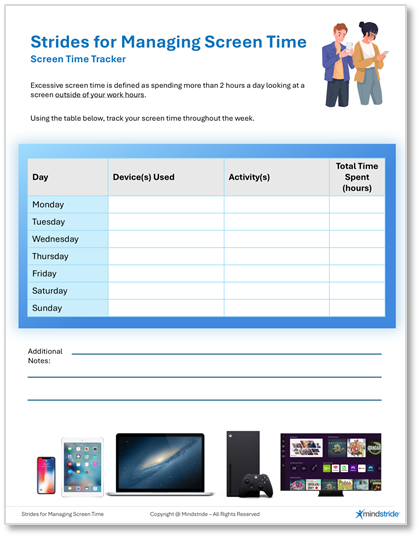 Strides for Managing Screen Time
Screen Time Tracker
Excessive screen time is defined as spending more than 2 hours a day looking at a
screen outside of your work hours.
Using the table below, track your screen time throughout the week.
Day Device(s) Used Activity(s) Total Time
Spent
(hours)
Monday
Tuesday
Wednesday
Thursday
Friday
Saturday
Sunday
Additional
Notes:
Strides for Managing Screen Time Copyright @ Mindstride – All Rights Reserved mindstride.